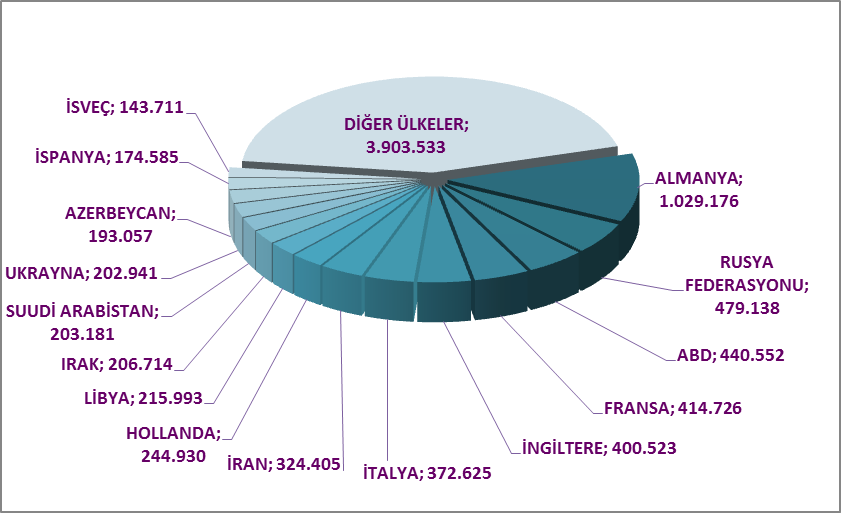 DİĞER ÜLKELER;
3.903.533
ALMANYA;
1.029.176
RUSYA
FEDERASYONU;
479.138
ABD; 440.552
FRANSA; 414.726
İNGİLTERE; 400.523
İTALYA; 372.625
İRAN; 324.405
HOLLANDA;
244.930
LİBYA; 215.993
IRAK; 206.714
SUUDİ ARABİSTAN;
203.181
UKRAYNA; 202.941
AZERBEYCAN;
193.057
İSPANYA; 174.585
İSVEÇ; 143.711